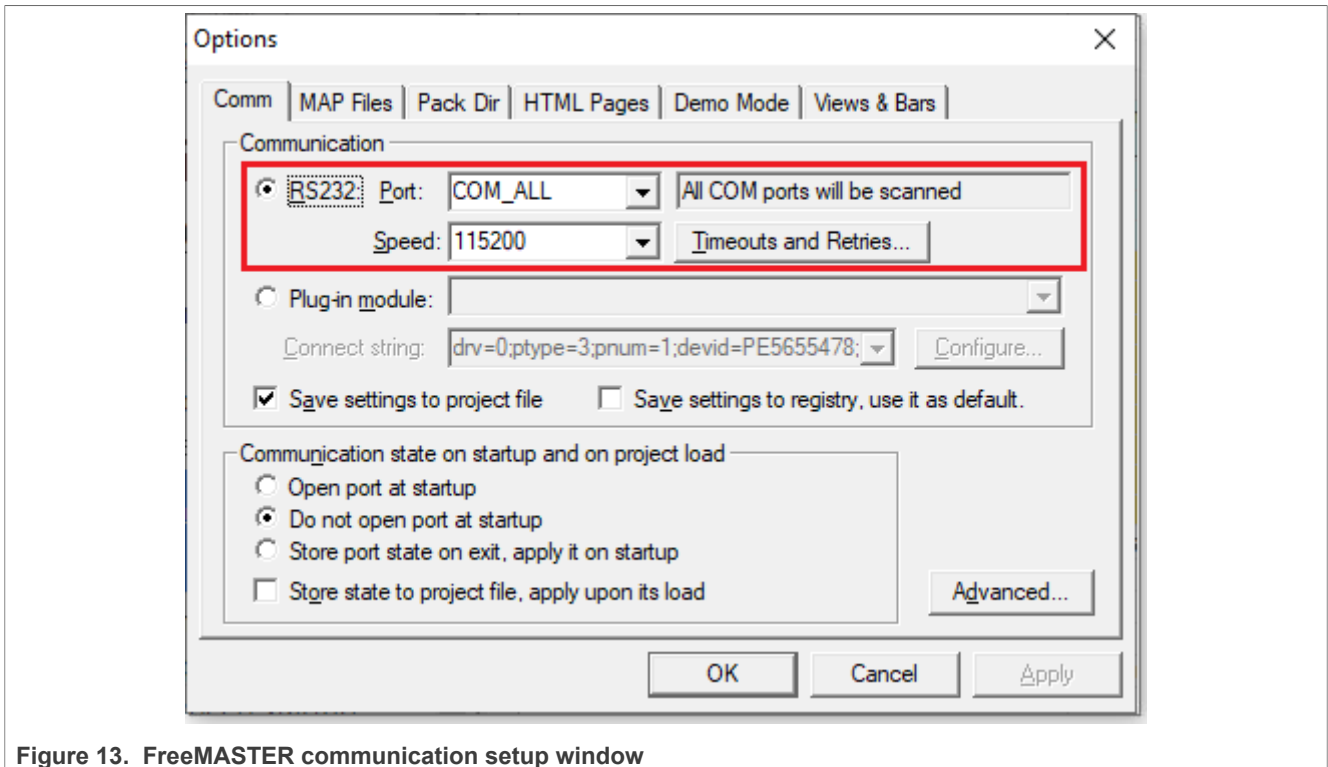 Options
Comm MAP Files Pack Dir HTML Pages Demo Mode Views & Bars
Communication
RS232: Port: COM_ALL All COM ports will be scanned
Speed: 115200 Timeouts and Retries...
Plug-in module:
Connect string: drv=0;ptype=3;pnum=1;devid=PE5655478; Configure...
Save settings to project file Save settings to registry, use it as default.
Communication state on startup and on project load
Open port at startup
Do not open port at startup
Store port state on exit, apply it on startup
Store state to project file, apply upon its load Advanced...
OK Cancel Apply
Figure 13. FreeMASTER communication setup window